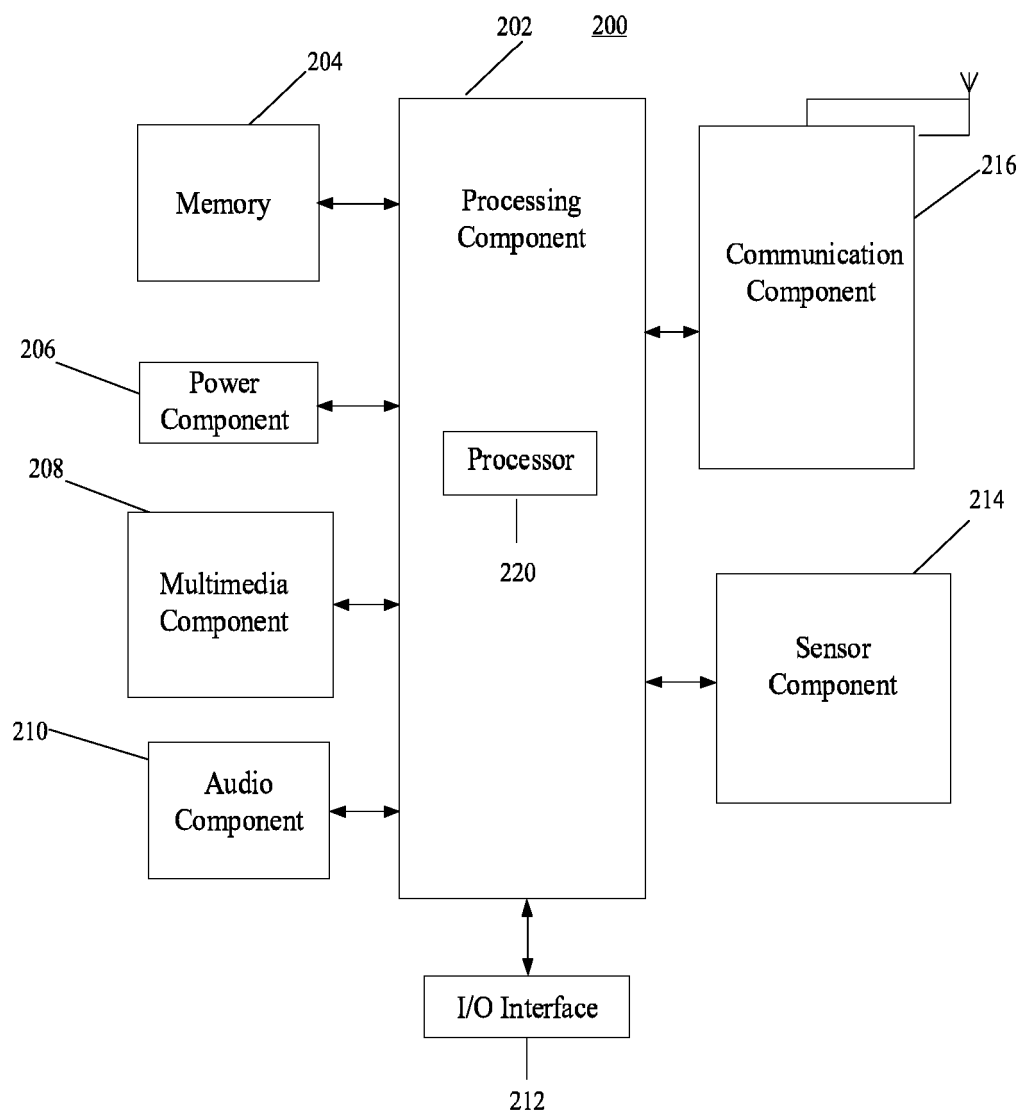 202
200
204
Memory
Processing
Component
216
Communication
Component
206
Power
Component
Processor
220
208
Multimedia
Component
214
Sensor
Component
210
Audio
Component
I/O Interface
212